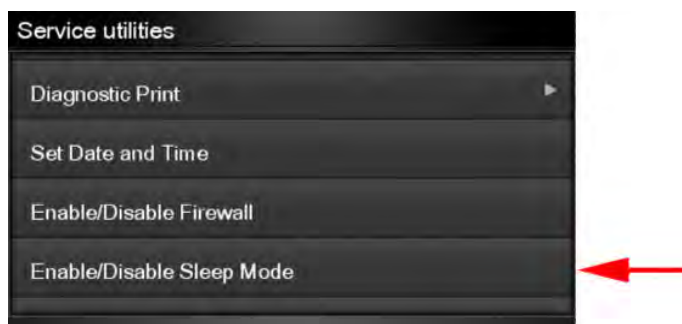 Service utilities
Diagnostic Print
Set Date and Time
Enable/Disable Firewall
Enable/Disable Sleep Mode